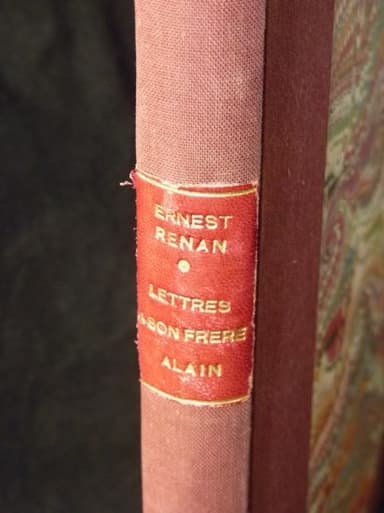 ERNEST
RENAN
LETTRES
A SON FRERE
ALAIN